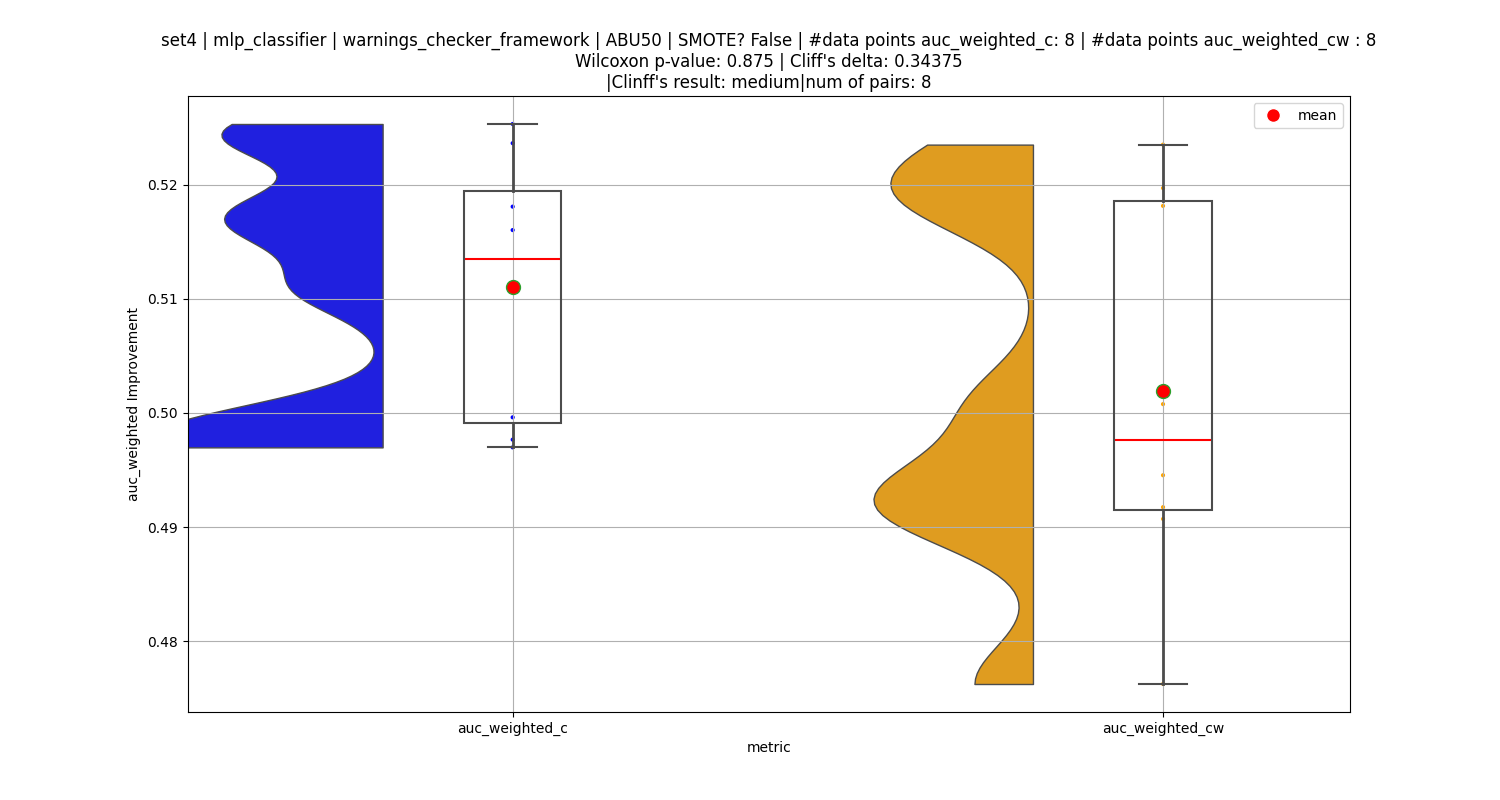 set4 | mlp_classifier | warnings_checker_framework | ABU50 | SMOTE? False | #data points auc_weighted_c: 8 | #data points auc_weighted_cw : 8
Wilcoxon p-value: 0.875 | Cliff's delta: 0.34375
|Clinff's result: medium|num of pairs: 8
mean
0.52
0.51
0.50
0.49
0.48
auc_weighted Improvement
auc_weighted_c
auc_weighted_cw
metric